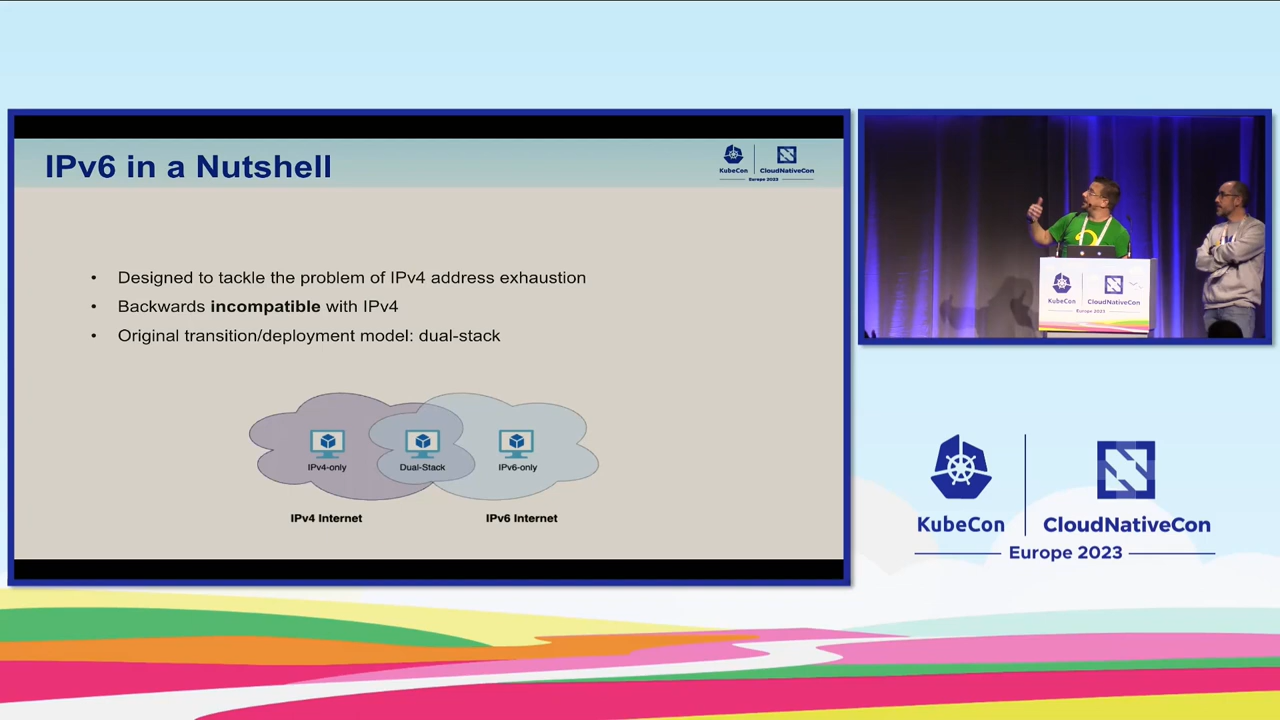 IPv6 in a Nutshell
KubeCon
CloudNativeCon
Europe 2023
• Designed to tackle the problem of IPv4 address exhaustion
• Backwards incompatible with IPv4
• Original transition/deployment model: dual-stack
IPv4-only
Dual-Stack
IPv6-only
IPv4 Internet
IPv6 Internet
KubeCon
CloudNativeCon
Europe 2023
KubeCon
CloudNativeCon
Europe 2023